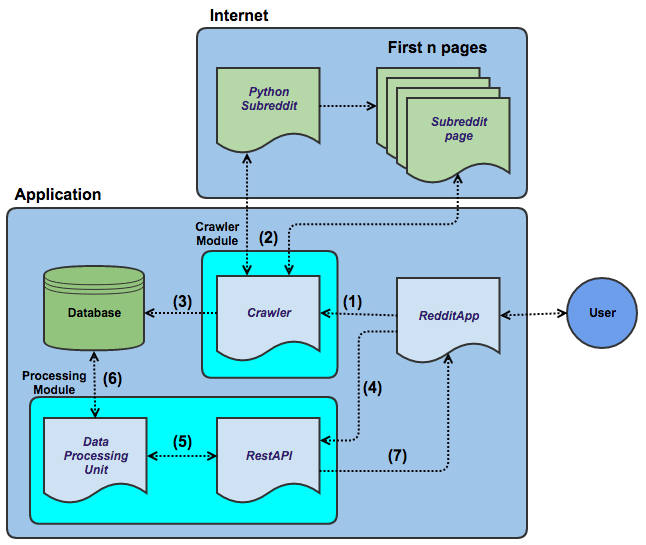 Internet
First n pages
Python
Subreddit
Subreddit
page
Application
Crawler
Module
(2)
Database
(3)
Crawler
(1)
RedditApp
User
Processing
Module
(6)
(4)
Data
Processing
Unit
(5)
RestAPI
(7)